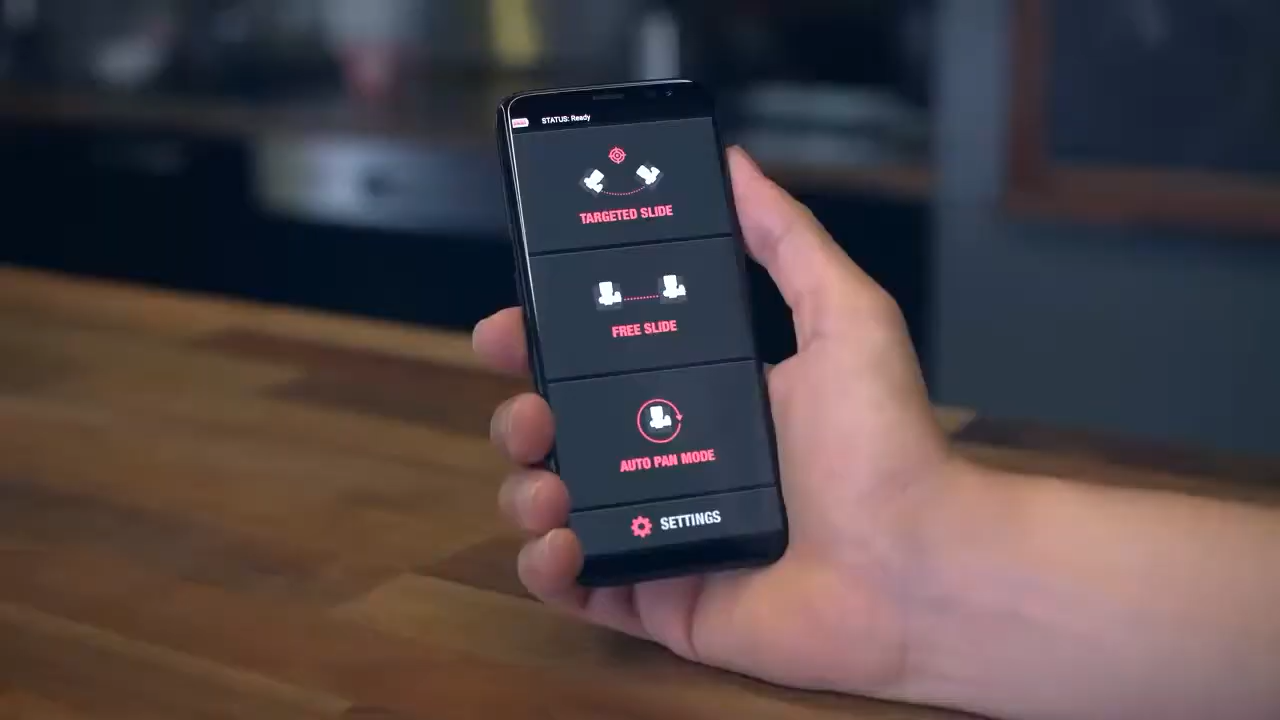 STATUS: Ready
TARGETED SLIDE
FREE SLIDE
AUTO PAN MODE
SETTINGS